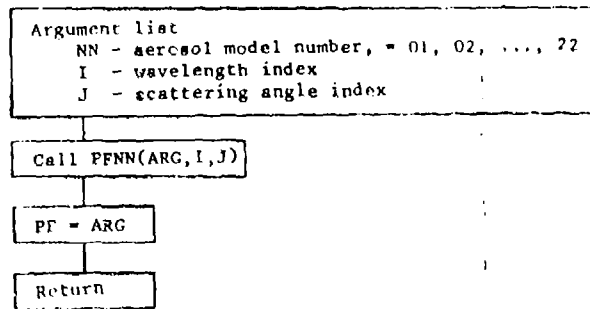 Argument list
NN - aerosol model number, = 01, 02, ..., 22
I - wavelength index
J - scattering angle index
Call PFNN(ARG,I,J)
PF = ARG
Return